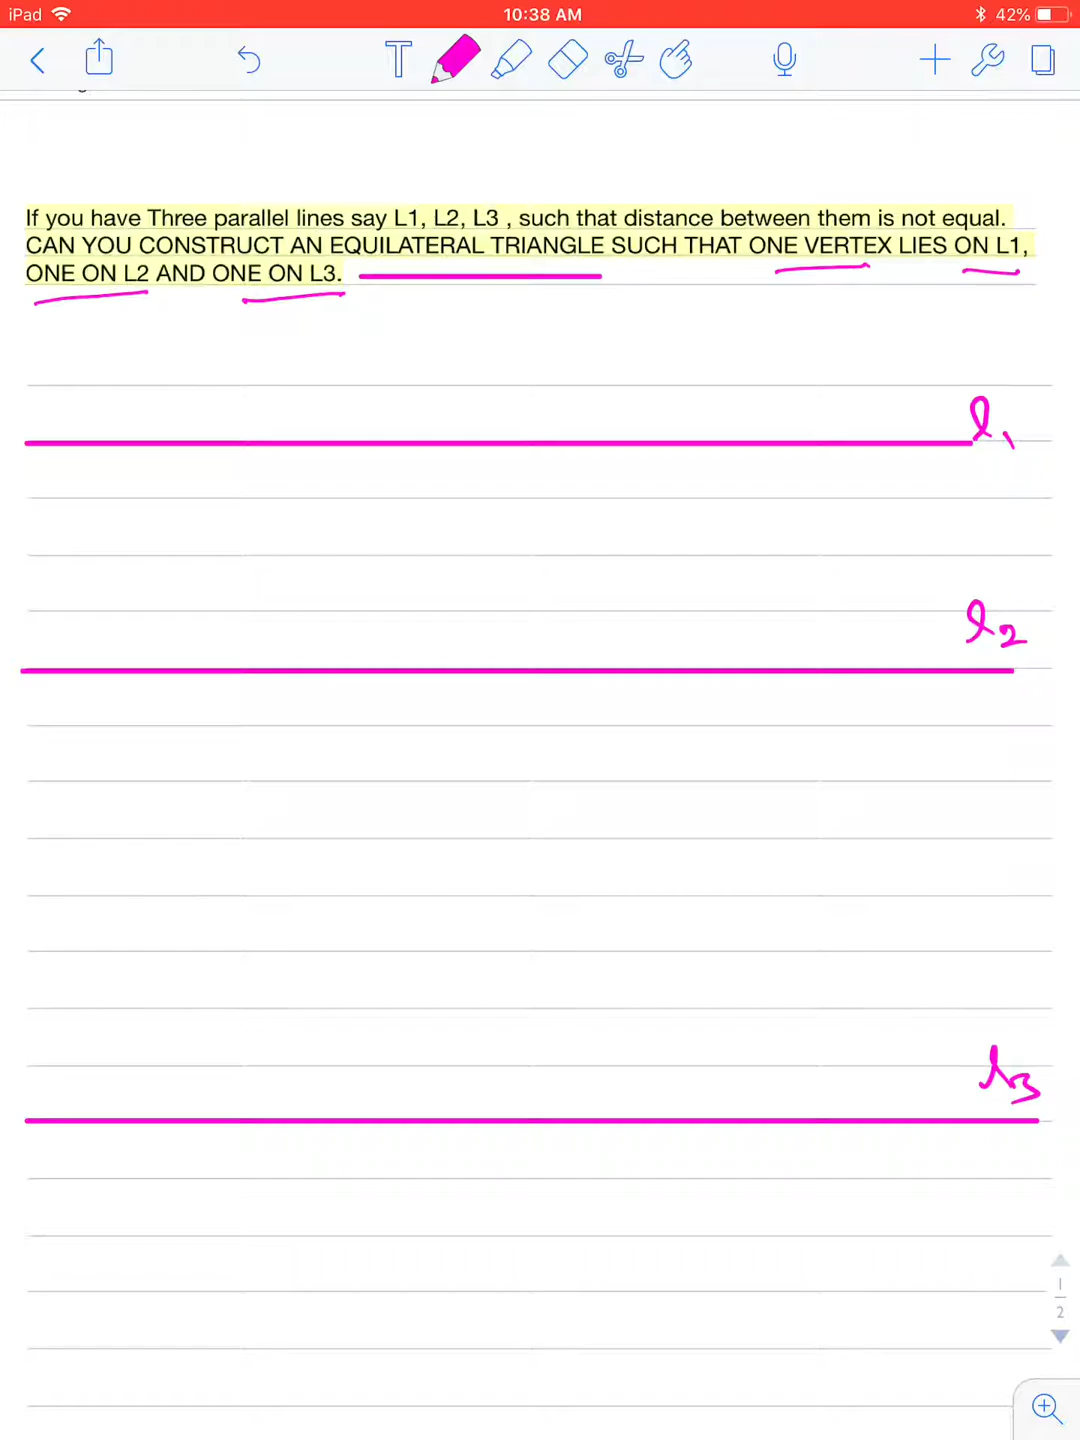 iPad 10:38 AM 42%
T
If you have Three parallel lines say L1, L2, L3 , such that distance between them is not equal.
CAN YOU CONSTRUCT AN EQUILATERAL TRIANGLE SUCH THAT ONE VERTEX LIES ON L1,
ONE ON L2 AND ONE ON L3.
l1
l2
l3
1
2